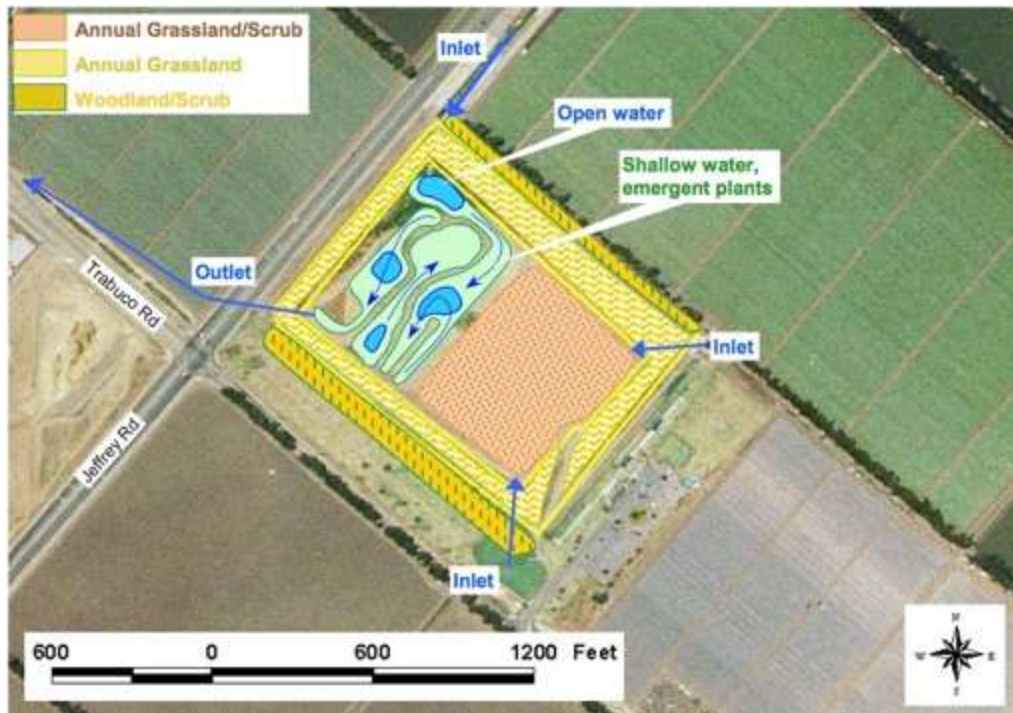 Annual Grassland/Scrub
Annual Grassland
Woodland/Scrub
Inlet
Open water
Shallow water,
emergent plants
Outlet
Trabuco Rd
Inlet
Jeffrey Rd
Inlet
600 0 600 1200 Feet
N
W E
S